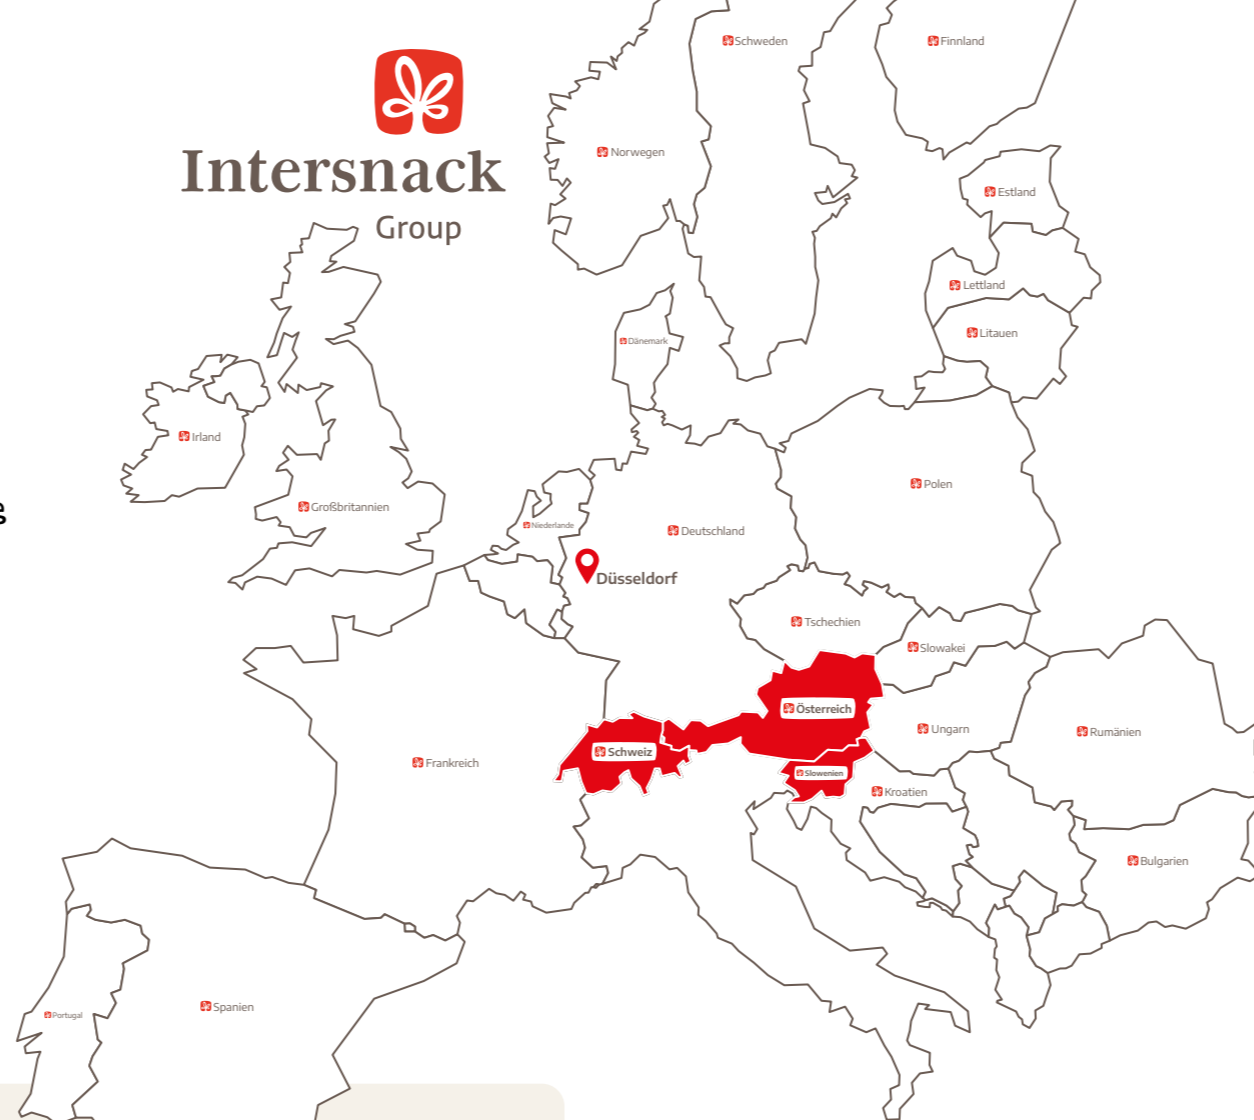 Schweden
Finnland
Intersnack
Group
Norwegen
Estland
Lettland
Litauen
Dänemark
Irland
Großbritannien
Niederlande
Deutschland
Polen
Düsseldorf
Tschechien
Slowakei
Österreich
Schweiz
Ungarn
Rumänien
Frankreich
Slowenien
Kroatien
Bulgarien
Spanien
Portugal